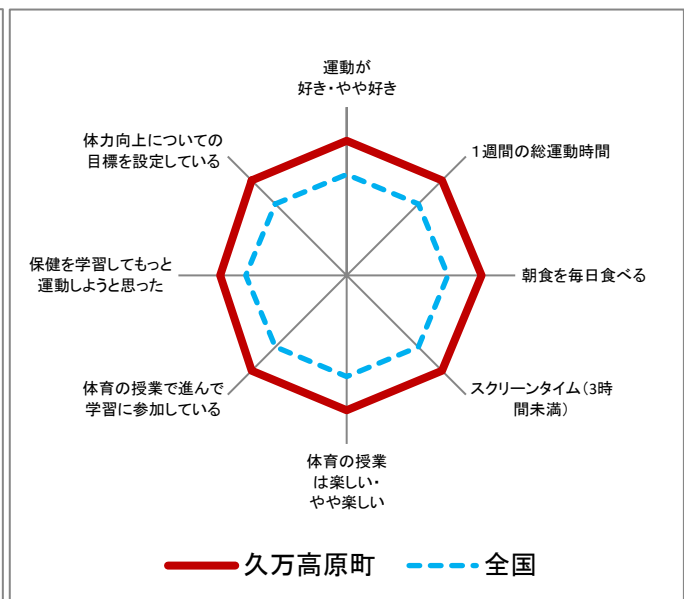 運動が
好き・やや好き
1週間の総運動時間
朝食を毎日食べる
スクリーンタイム(3時
間未満)
体育の授業
は楽しい・
やや楽しい
体育の授業で進んで
学習に参加している
保健を学習してもっと
運動しようと思った
体力向上についての
目標を設定している
久万高原町
全国